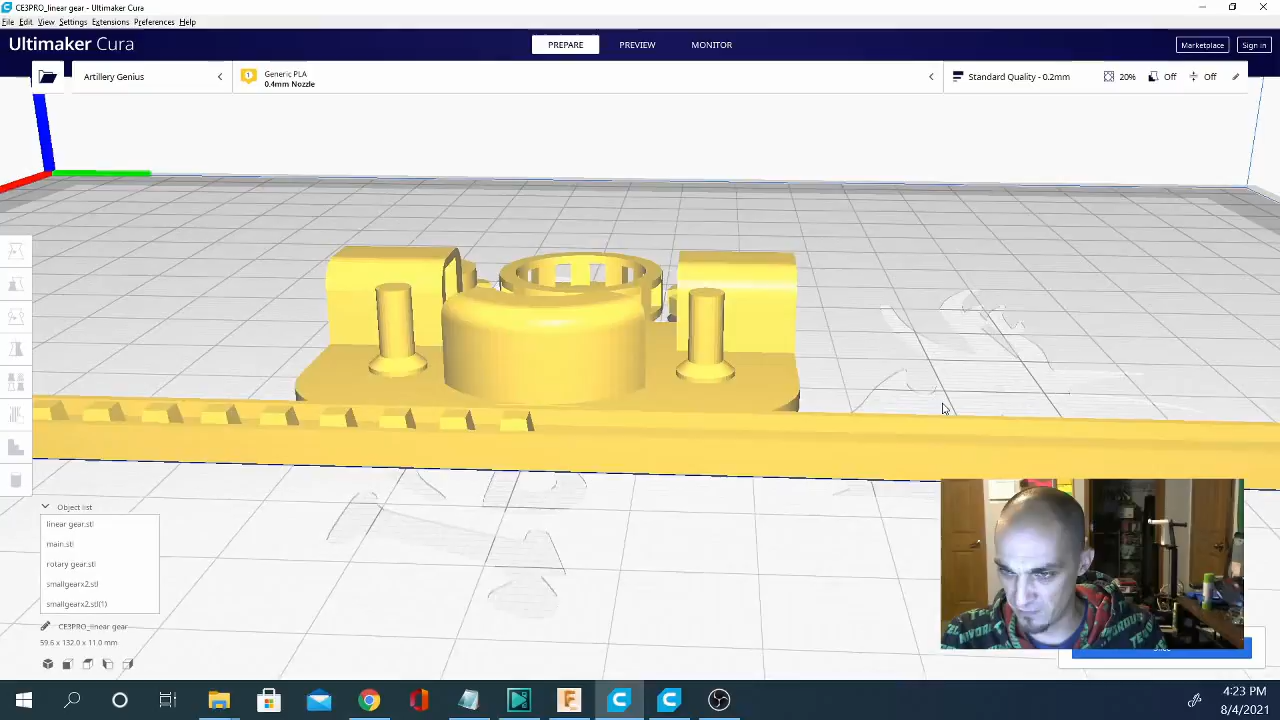 CE3PRO_linear gear - Ultimaker Cura
File Edit View Settings Extensions Preferences Help
Ultimaker Cura
PREPARE
PREVIEW
MONITOR
Marketplace
Sign in
Artillery Genius
1
Generic PLA
0.4mm Nozzle
Standard Quality - 0.2mm
20%
Off
Off
Object list
linear gear.stl
main.stl
rotary gear.stl
smallgearx2.stl
smallgearx2.stl(1)
CE3PRO_linear gear
59.6 x 132.0 x 11.0 mm
4:23 PM
8/4/2021